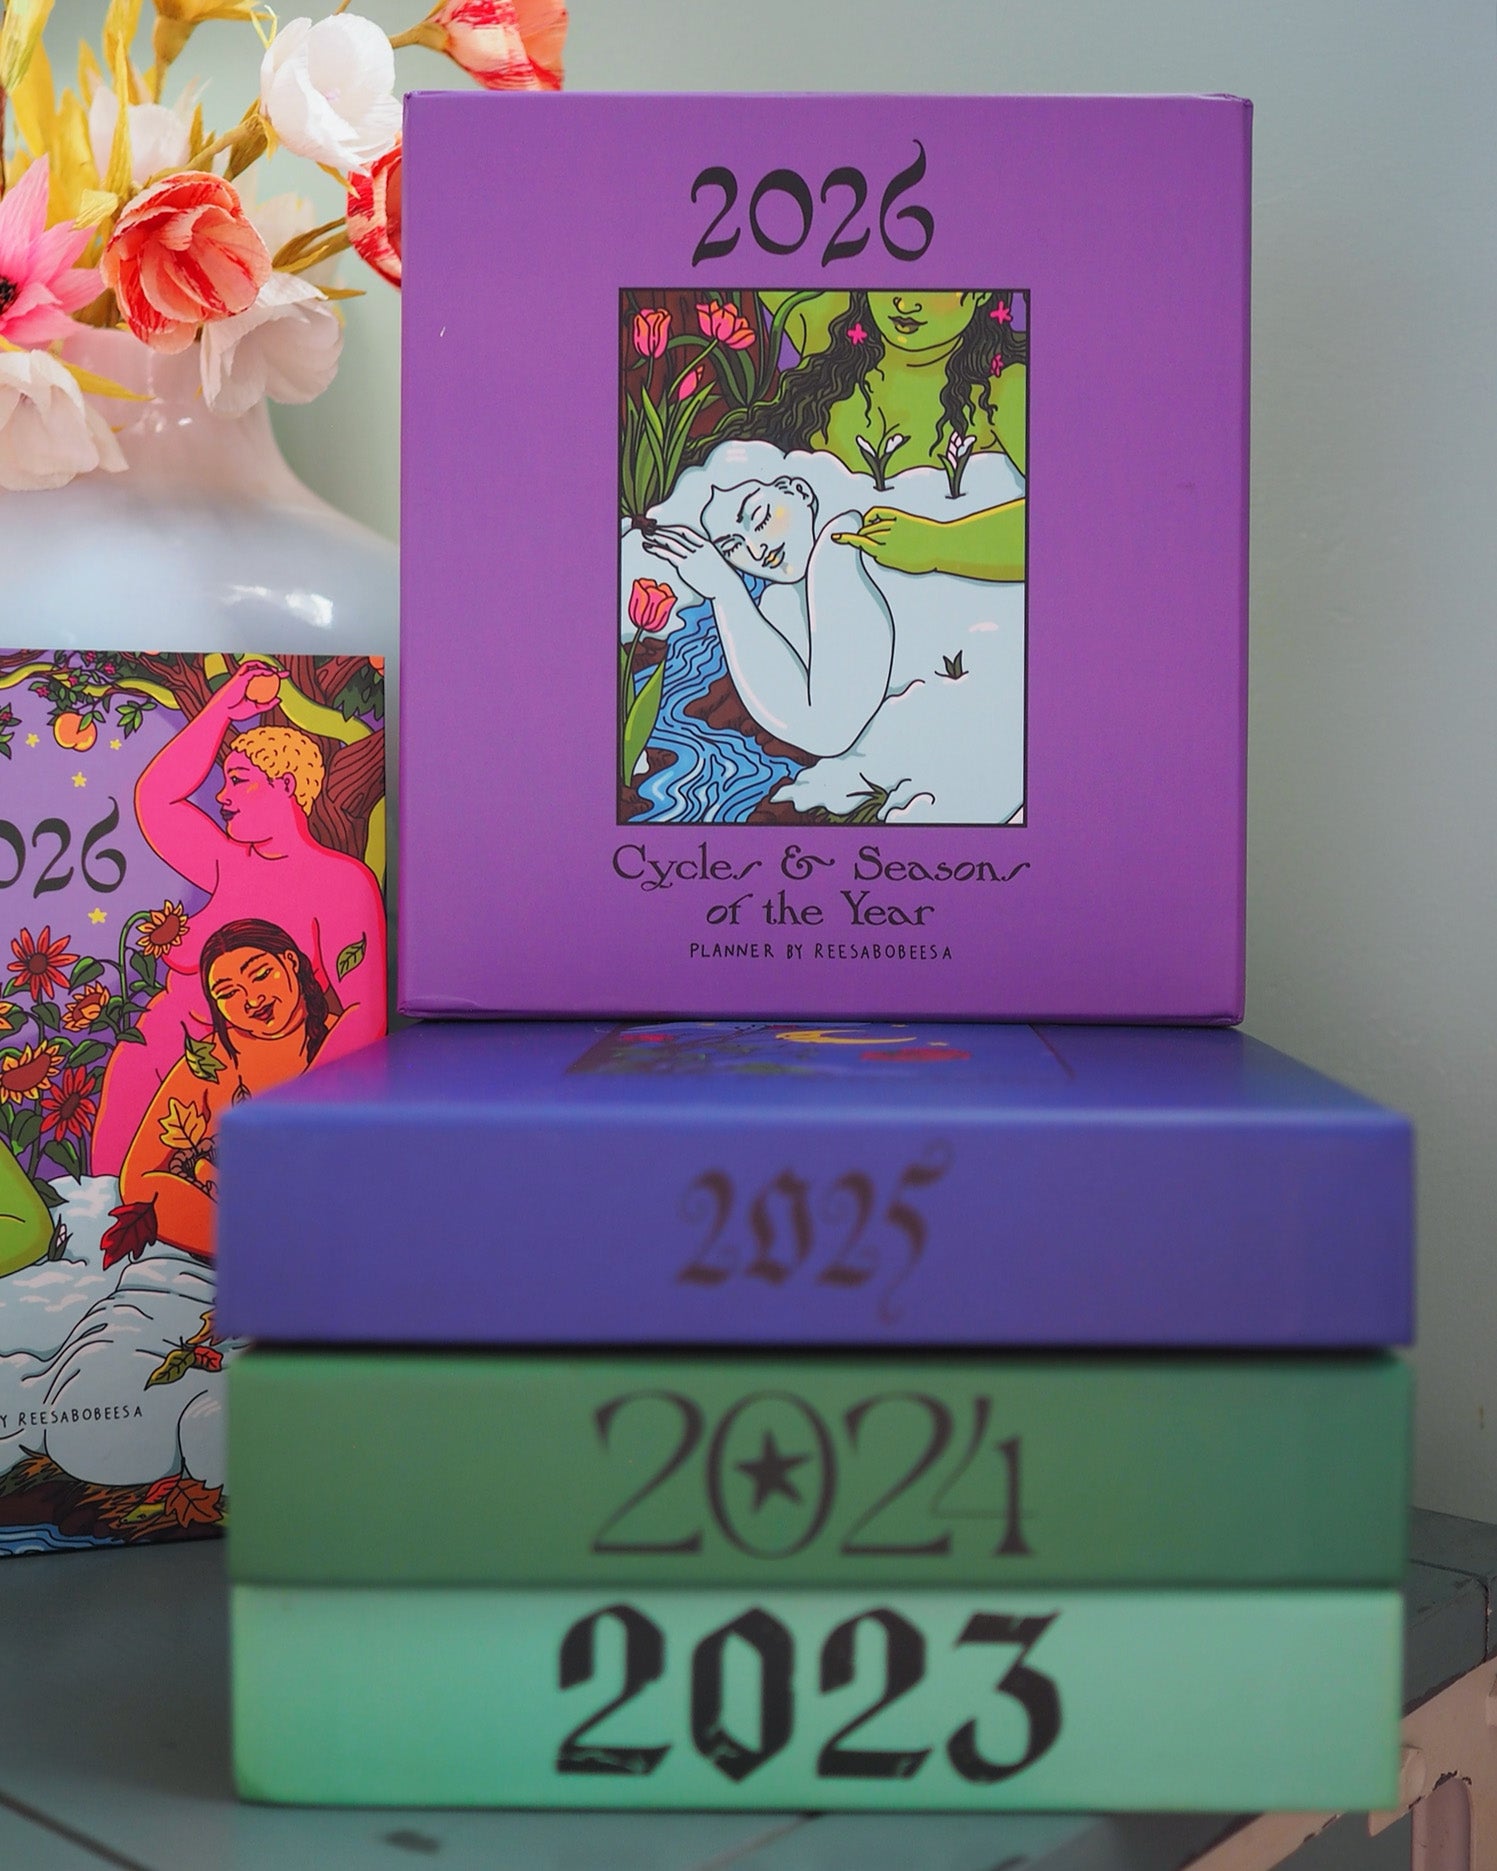 2026
Cycles & Seasons
of the Year
PLANNER BY REESABOBEESA
026
Y REESABOBEESA
2025
2024
2023